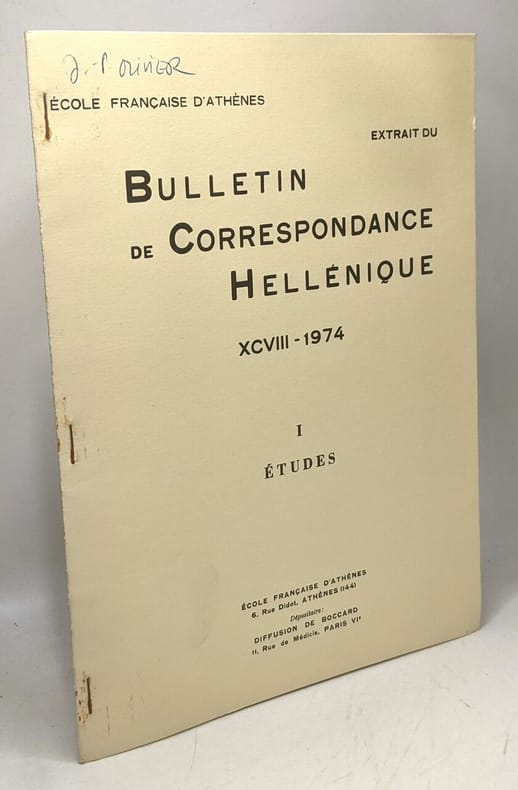 J.-P. OLIVIER
ÉCOLE FRANÇAISE D'ATHÈNES
EXTRAIT DU
BULLETIN
DE CORRESPONDANCE
HELLÉNIQUE
XCVIII - 1974
I
ÉTUDES
ÉCOLE FRANÇAISE D'ATHÈNES
6, Rue Didot, ATHÈNES (144)
Dépositaire:
DIFFUSION DE BOCCARD
11, Rue de Médicis, PARIS VIe